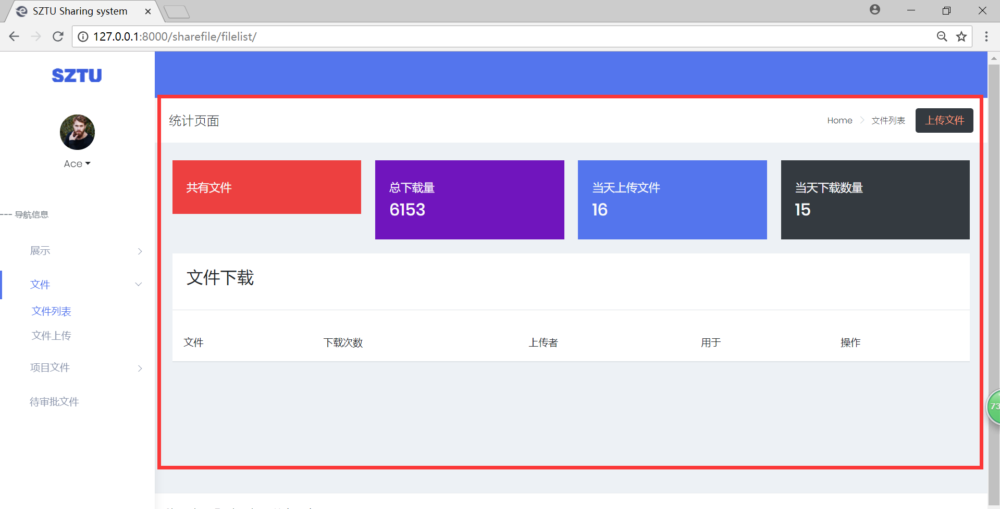 SZTU Sharing system
127.0.0.1:8000/sharefile/filelist/
SZTU
Ace
--- 导航信息
展示
文件
文件列表
文件上传
项目文件
待审批文件
统计页面
Home 文件列表 上传文件
共有文件
总下载量
6153
当天上传文件
16
当天下载数量
15
文件下载
文件 下载次数 上传者 用于 操作
73